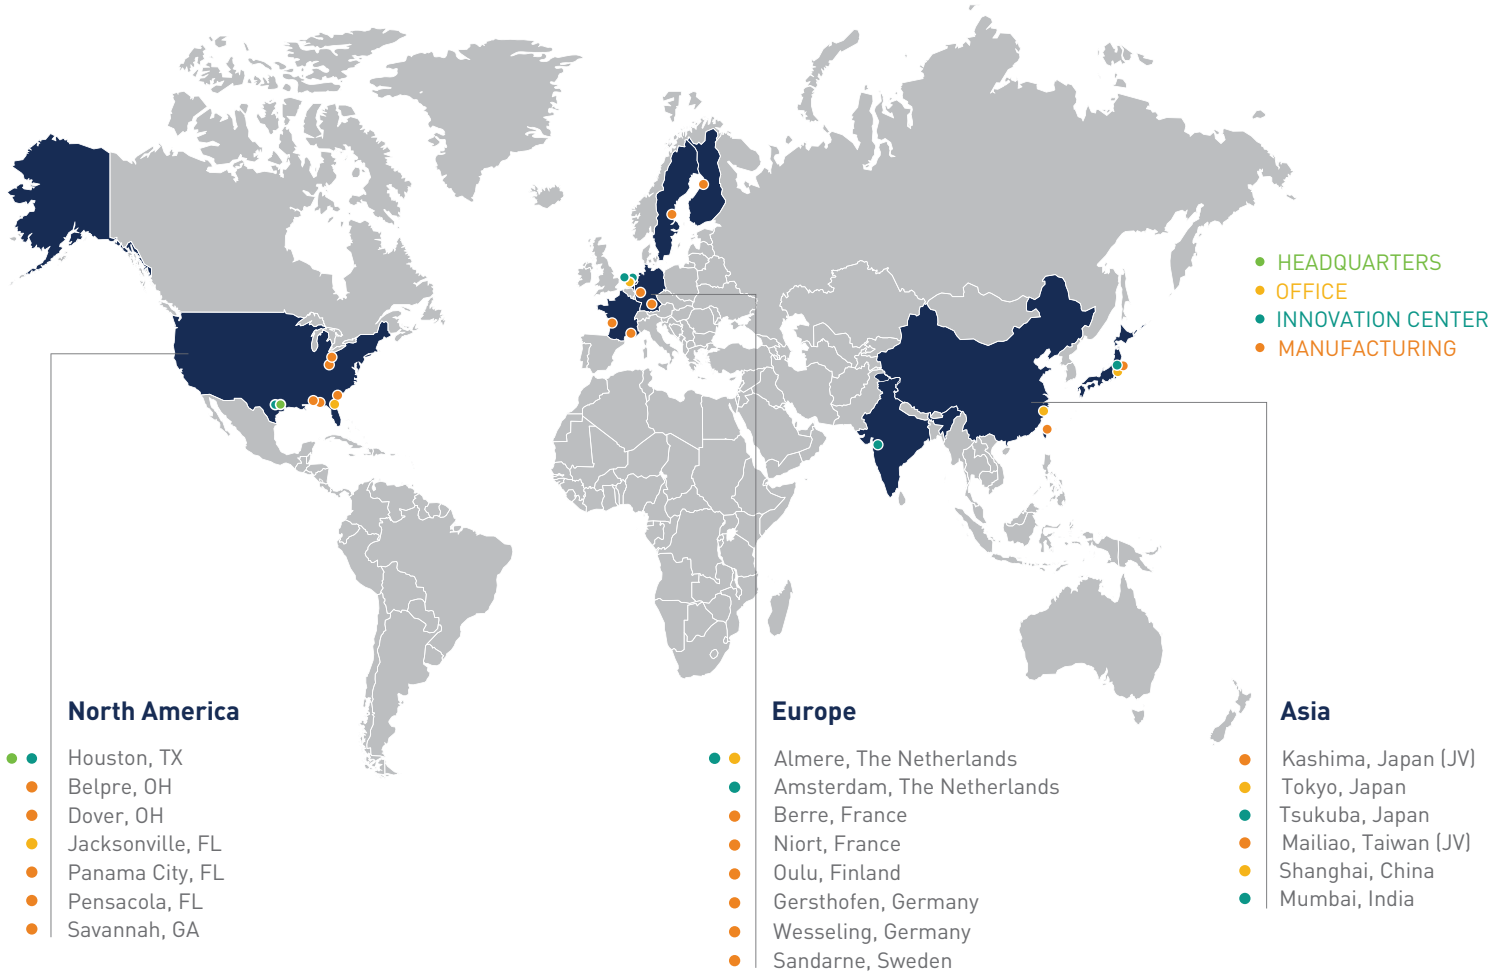 HEADQUARTERS
OFFICE
INNOVATION CENTER
MANUFACTURING
North America
Houston, TX
Belpre, OH
Dover, OH
Jacksonville, FL
Panama City, FL
Pensacola, FL
Savannah, GA
Europe
Almere, The Netherlands
Amsterdam, The Netherlands
Berre, France
Niort, France
Oulu, Finland
Gersthofen, Germany
Wesseling, Germany
Sandarne, Sweden
Asia
Kashima, Japan (JV)
Tokyo, Japan
Tsukuba, Japan
Mailiao, Taiwan (JV)
Shanghai, China
Mumbai, India